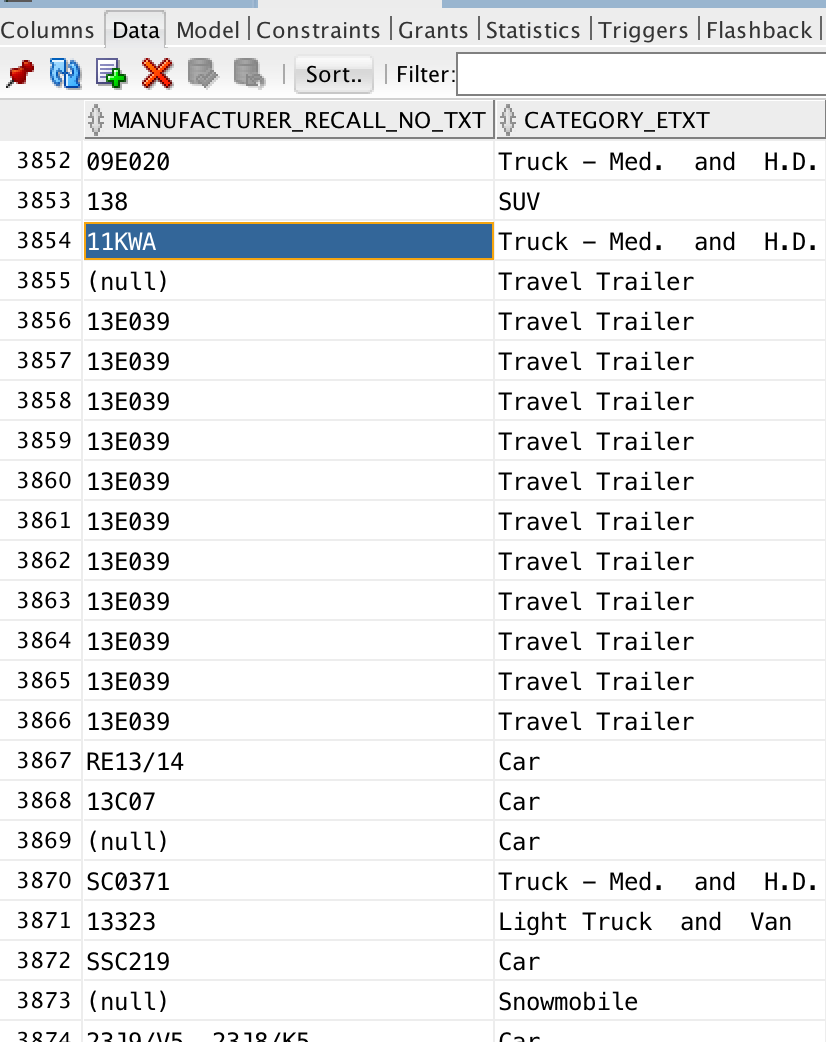 Columns Data Model Constraints Grants Statistics Triggers Flashback
Sort.. Filter:
MANUFACTURER_RECALL_NO_TXT CATEGORY_ETXT
3852 09E020 Truck – Med.  and  H.D.
3853 138 SUV
3854 11KWA Truck – Med.  and  H.D.
3855 (null) Travel Trailer
3856 13E039 Travel Trailer
3857 13E039 Travel Trailer
3858 13E039 Travel Trailer
3859 13E039 Travel Trailer
3860 13E039 Travel Trailer
3861 13E039 Travel Trailer
3862 13E039 Travel Trailer
3863 13E039 Travel Trailer
3864 13E039 Travel Trailer
3865 13E039 Travel Trailer
3866 13E039 Travel Trailer
3867 RE13/14 Car
3868 13C07 Car
3869 (null) Car
3870 SC0371 Truck – Med.  and  H.D.
3871 13323 Light Truck  and  Van
3872 SSC219 Car
3873 (null) Snowmobile
3874 23J9/V5, 23J8/K5 Car